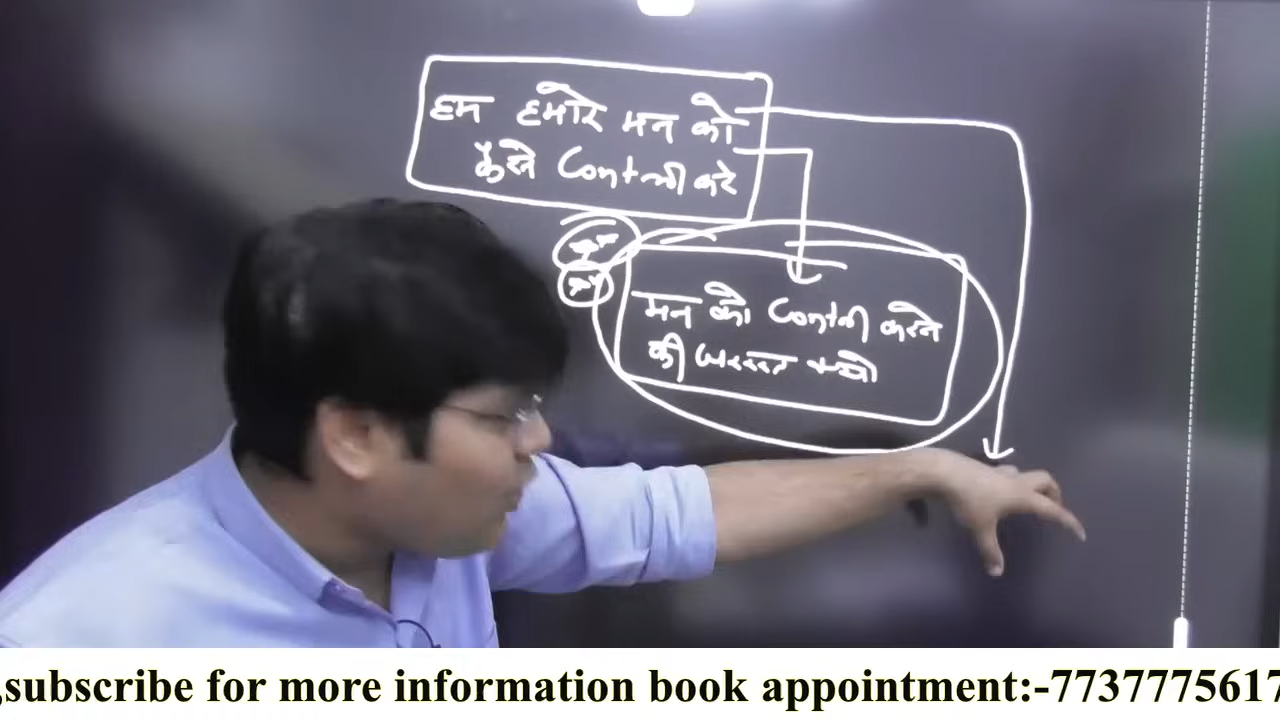 हम हमारे मन को
कैसे Control करे
मन को Control करने
की जरूरत क्यो
,subscribe for more information book appointment:-7737775617